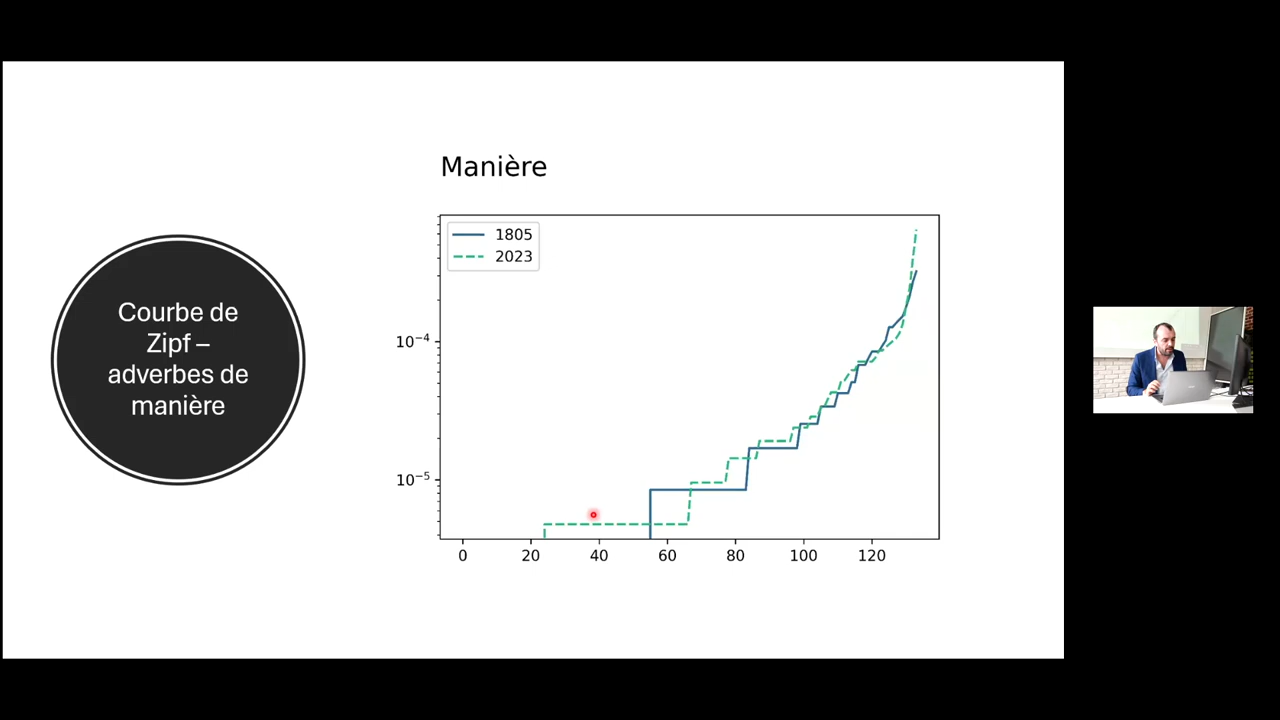 Manière
Courbe de
Zipf –
adverbes de
manière
1805
2023
10⁻⁴
10⁻⁵
0 20 40 60 80 100 120